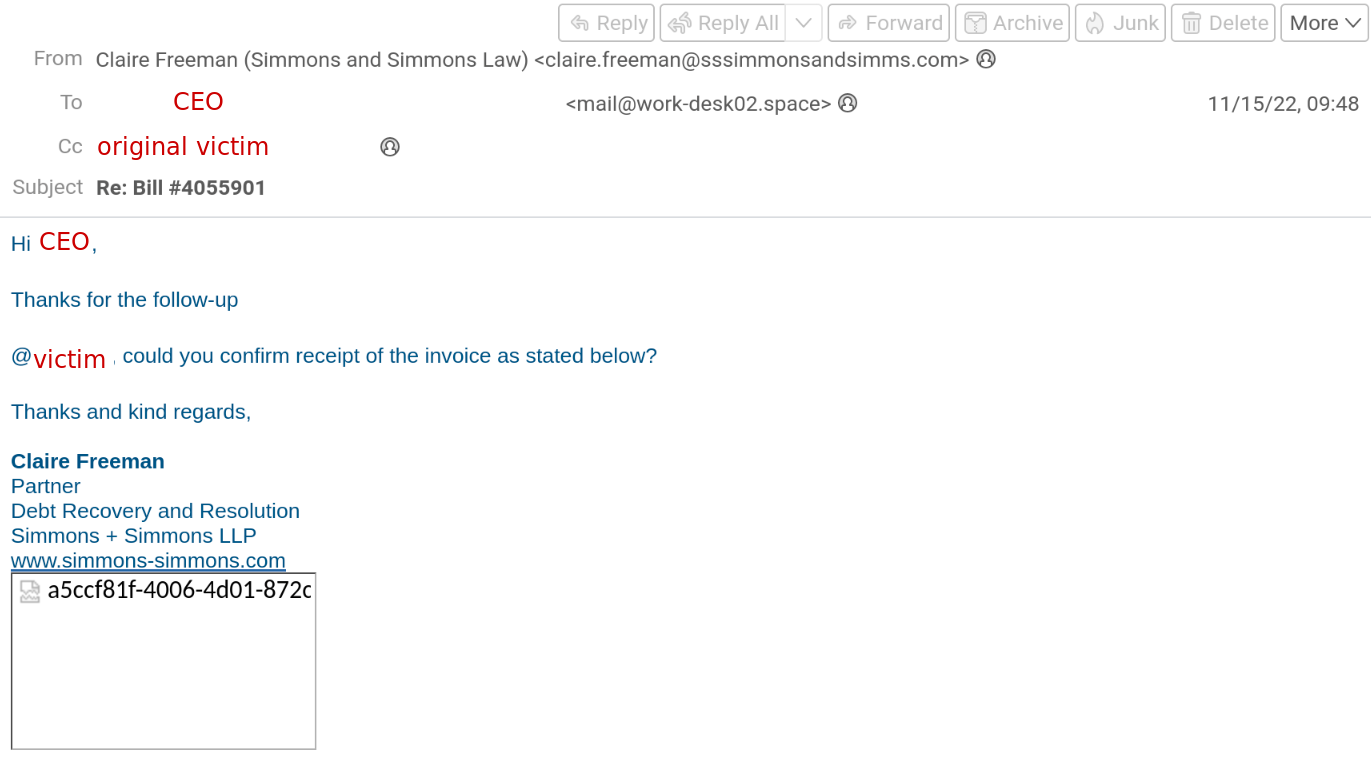 Reply Reply All Forward Archive Junk Delete More
From Claire Freeman (Simmons and Simmons Law) <claire.freeman@sssimmonsandsimms.com>
To CEO <mail@work-desk02.space> 11/15/22, 09:48
Cc original victim
Subject Re: Bill #4055901
Hi CEO,
Thanks for the follow-up
@victim, could you confirm receipt of the invoice as stated below?
Thanks and kind regards,
Claire Freeman
Partner
Debt Recovery and Resolution
Simmons + Simmons LLP
www.simmons-simmons.com
a5ccf81f-4006-4d01-872c